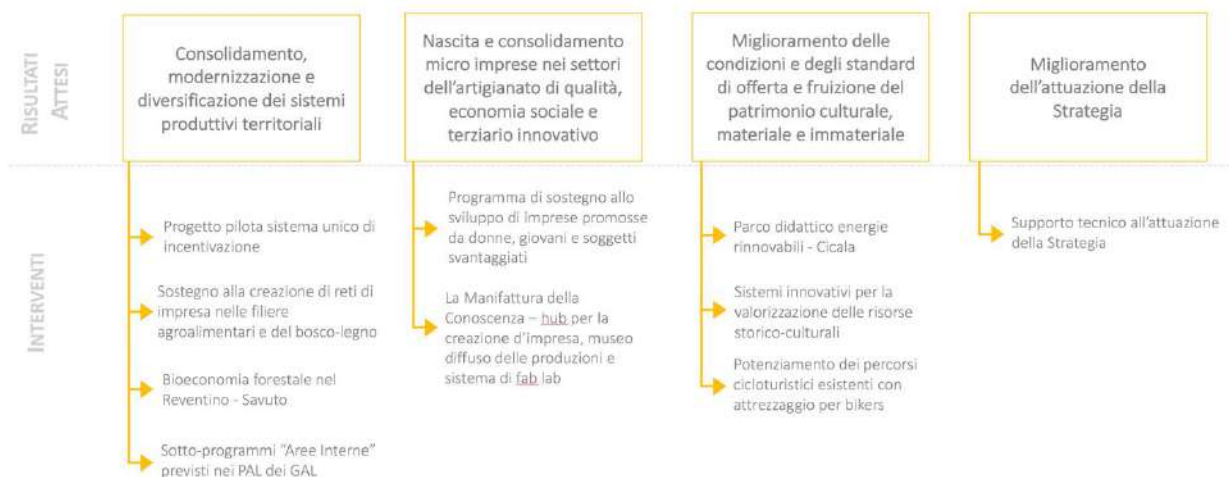 RISULTATI
ATTESI
Consolidamento,
modernizzazione e
diversificazione dei sistemi
produttivi territoriali
Nascita e consolidamento
micro imprese nei settori
dell'artigianato di qualità,
economia sociale e
terziario innovativo
Miglioramento delle
condizioni e degli standard
di offerta e fruizione del
patrimonio culturale,
materiale e immateriale
Miglioramento
dell'attuazione della
Strategia
INTERVENTI
Progetto pilota sistema unico di
incentivazione
Sostegno alla creazione di reti di
impresa nelle filiere
agroalimentari e del bosco-legno
Bioeconomia forestale nel
Reventino - Savuto
Sotto-programmi "Aree Interne"
previsti nei PAL dei GAL
Programma di sostegno allo
sviluppo di imprese promosse
da donne, giovani e soggetti
svantaggiati
La Manifattura della
Conoscenza – hub per la
creazione d'impresa, museo
diffuso delle produzioni e
sistema di fab lab
Parco didattico energie
rinnovabili - Cicala
Sistemi innovativi per la
valorizzazione delle risorse
storico-culturali
Potenziamento dei percorsi
cicloturistici esistenti con
attrezzaggio per bikers
Supporto tecnico all'attuazione
della Strategia